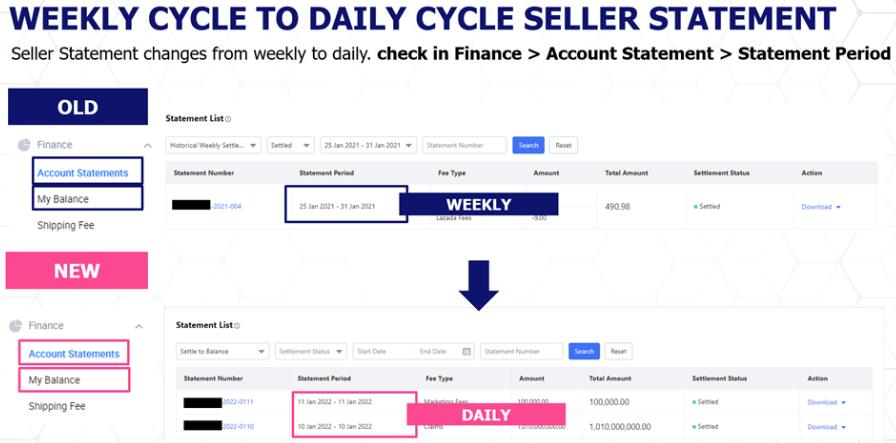 WEEKLY CYCLE TO DAILY CYCLE SELLER STATEMENT
Seller Statement changes from weekly to daily. check in Finance > Account Statement > Statement Period
OLD
Finance
Account Statements
My Balance
Shipping Fee
Statement List
Historical Weekly Settle... Settled 25 Jan 2021 - 31 Jan 2021 Statement Number Search Reset
Statement Number Statement Period Fee Type Amount Total Amount Settlement Status Action
-2021-004 25 Jan 2021 - 31 Jan 2021 WEEKLY 490.98 Settled Download
Lazada Fees -9.00
NEW
Finance
Account Statements
My Balance
Shipping Fee
Statement List
Settle to Balance Settlement Status Start Date - End Date Statement Number Search Reset
Statement Number Statement Period Fee Type Amount Total Amount Settlement Status Action
2022-0111 11 Jan 2022 - 11 Jan 2022 Marketing Fees 100,000.00 100,000.00 Settled Download
DAILY
2022-0110 10 Jan 2022 - 10 Jan 2022 Claims 1,010,000,000.00 1,010,000,000.00 Settled Download